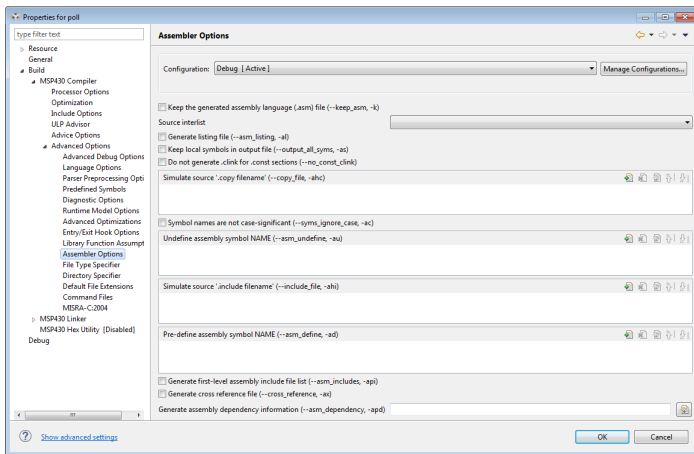 Properties for poll
type filter text
Resource
General
Build
MSP430 Compiler
Processor Options
Optimization
Include Options
ULP Advisor
Advice Options
Advanced Options
Advanced Debug Options
Language Options
Parser Preprocessing Opti
Predefined Symbols
Diagnostic Options
Runtime Model Options
Advanced Optimizations
Entry/Exit Hook Options
Library Function Assumpt
Assembler Options
File Type Specifier
Directory Specifier
Default File Extensions
Command Files
MISRA-C:2004
MSP430 Linker
MSP430 Hex Utility [Disabled]
Debug
Assembler Options
Configuration: Debug [ Active ] Manage Configurations...
Keep the generated assembly language (.asm) file (--keep_asm, -k)
Source interlist
Generate listing file (--asm_listing, -al)
Keep local symbols in output file (--output_all_syms, -as)
Do not generate .clink for .const sections (--no_const_clink)
Simulate source '.copy filename' (--copy_file, -ahc)
Symbol names are not case-significant (--syms_ignore_case, -ac)
Undefine assembly symbol NAME (--asm_undefine, -au)
Simulate source '.include filename' (--include_file, -ahi)
Pre-define assembly symbol NAME (--asm_define, -ad)
Generate first-level assembly include file list (--asm_includes, -api)
Generate cross reference file (--cross_reference, -ax)
Generate assembly dependency information (--asm_dependency, -apd)
Show advanced settings
OK Cancel